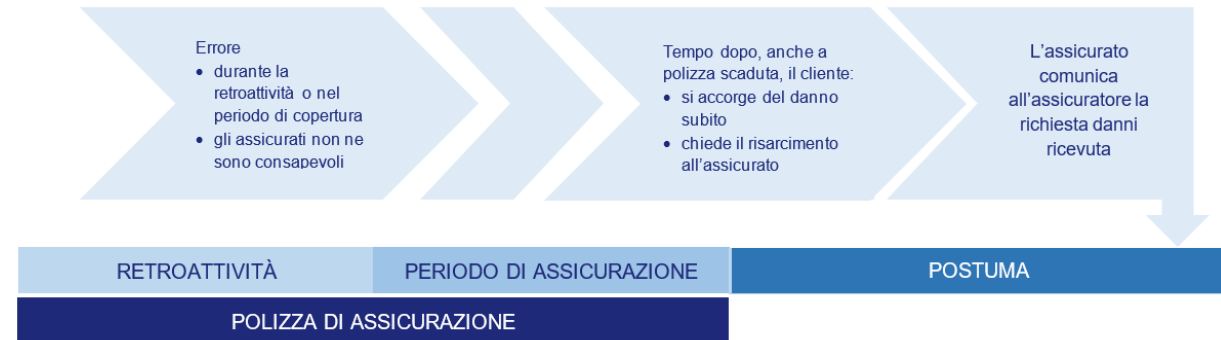 Errore
• durante la
retroattività o nel
periodo di copertura
• gli assicurati non ne
sono consapevoli
Tempo dopo, anche a
polizza scaduta, il cliente:
• si accorge del danno
subito
• chiede il risarcimento
all'assicurato
L'assicurato
comunica
all'assicuratore la
richiesta danni
ricevuta
RETROATTIVITÀ
PERIODO DI ASSICURAZIONE
POSTUMA
POLIZZA DI ASSICURAZIONE